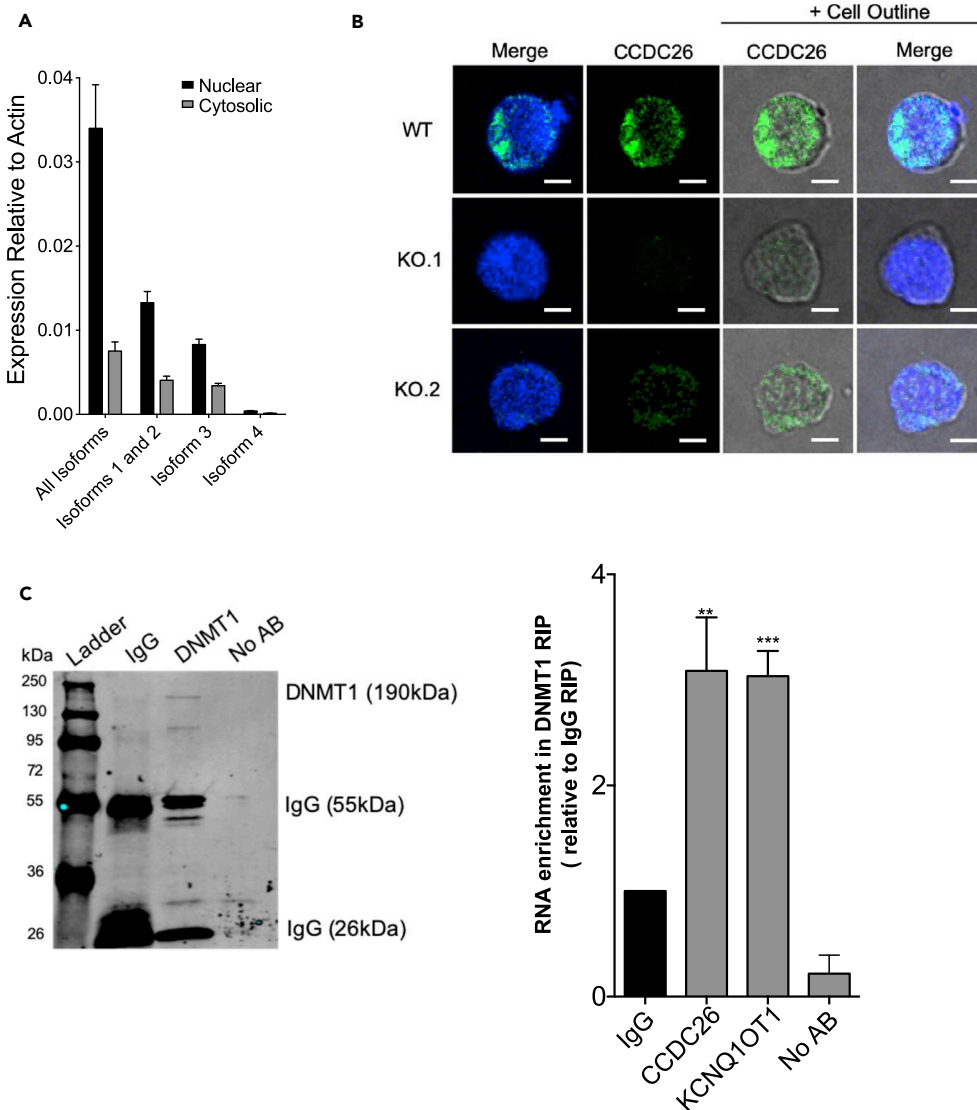 A
Expression Relative to Actin
0.04
0.03
0.02
0.01
0.00
Nuclear
Cytosolic
All Isoforms
Isoforms 1 and 2
Isoform 3
Isoform 4
B
+ Cell Outline
Merge CCDC26 CCDC26 Merge
WT
KO.1
KO.2
C
kDa Ladder IgG DNMT1 No AB
250
130
95
72
55
36
26
DNMT1 (190kDa)
IgG (55kDa)
IgG (26kDa)
RNA enrichment in DNMT1 RIP
( relative to IgG RIP)
4
2
0
** ***
IgG
CCDC26
KCNQ1OT1
No AB